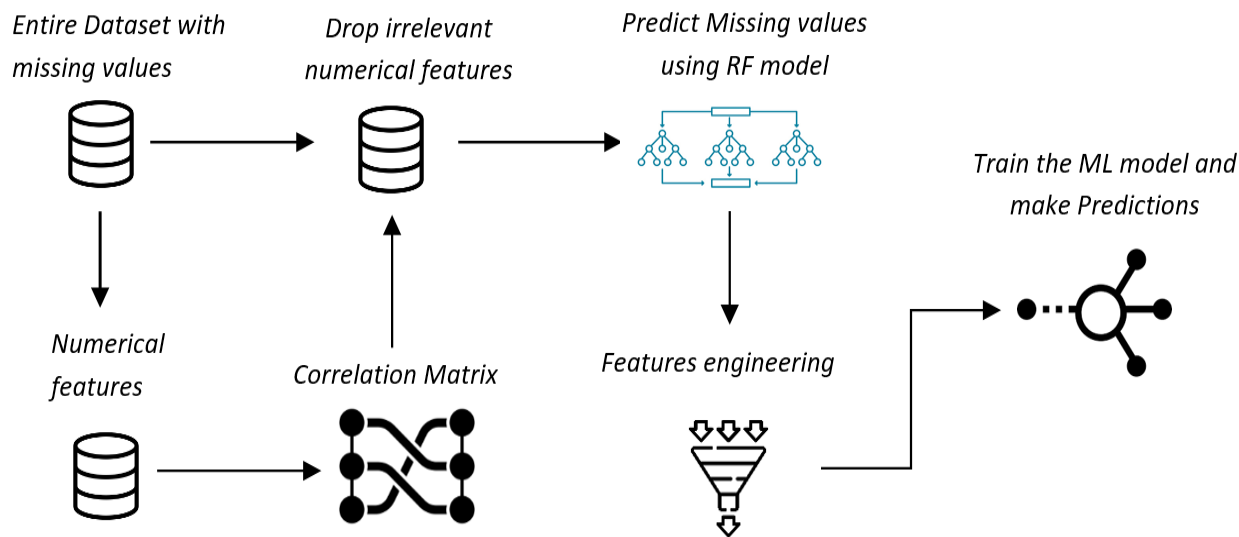 Entire Dataset with
missing values
Drop irrelevant
numerical features
Predict Missing values
using RF model
Train the ML model and
make Predictions
Numerical
features
Correlation Matrix
Features engineering